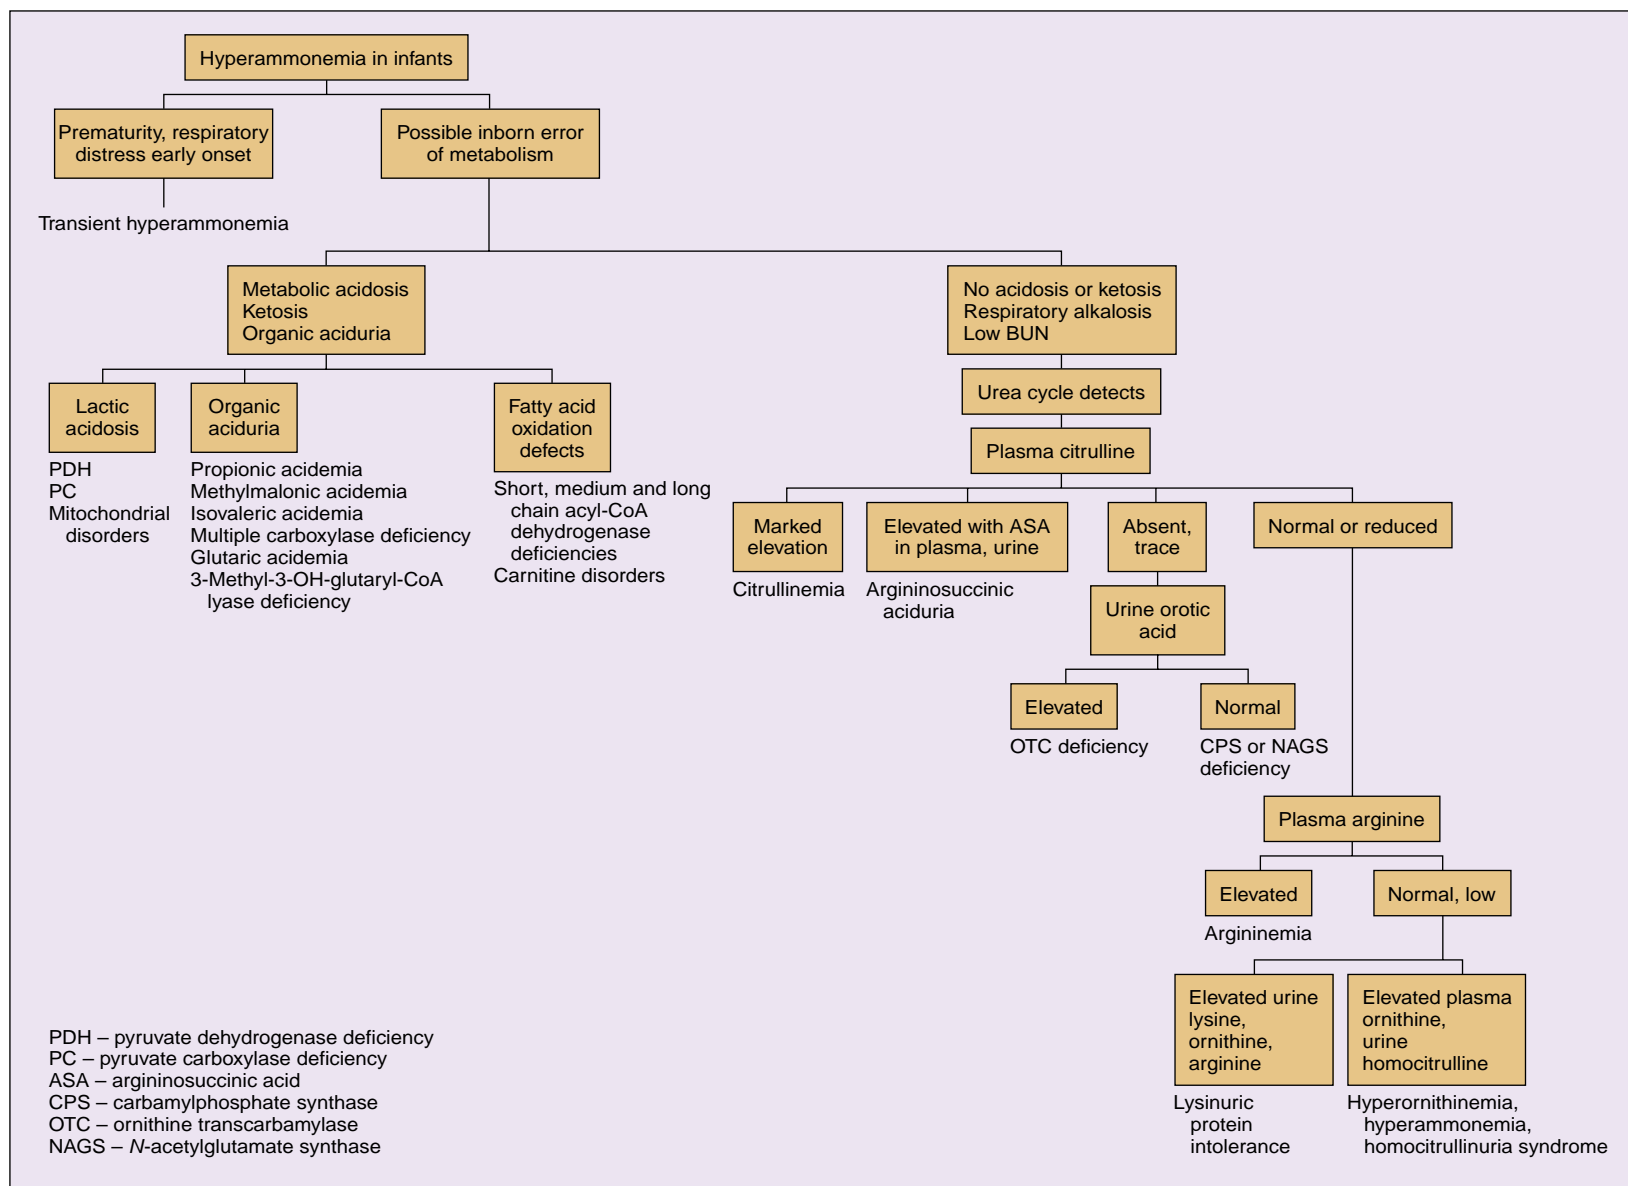 Hyperammonemia in infants
Prematurity, respiratory
distress early onset
Possible inborn error
of metabolism
Transient hyperammonemia
Metabolic acidosis
Ketosis
Organic aciduria
No acidosis or ketosis
Respiratory alkalosis
Low BUN
Urea cycle detects
Plasma citrulline
Lactic
acidosis
PDH
PC
Mitochondrial
disorders
Organic
aciduria
Propionic acidemia
Methylmalonic acidemia
Isovaleric acidemia
Multiple carboxylase deficiency
Glutaric acidemia
3-Methyl-3-OH-glutaryl-CoA
lyase deficiency
Fatty acid
oxidation
defects
Short, medium and long
chain acyl-CoA
dehydrogenase
deficiencies
Carnitine disorders
Marked
elevation
Citrullinemia
Elevated with ASA
in plasma, urine
Argininosuccinic
aciduria
Absent,
trace
Urine orotic
acid
Elevated
OTC deficiency
Normal
CPS or NAGS
deficiency
Normal or reduced
Plasma arginine
Elevated
Argininemia
Normal, low
Elevated urine
lysine,
ornithine,
arginine
Lysinuric
protein
intolerance
Elevated plasma
ornithine,
urine
homocitrulline
Hyperornithinemia,
hyperammonemia,
homocitrullinuria syndrome
PDH – pyruvate dehydrogenase deficiency
PC – pyruvate carboxylase deficiency
ASA – argininosuccinic acid
CPS – carbamylphosphate synthase
OTC – ornithine transcarbamylase
NAGS – N-acetylglutamate synthase